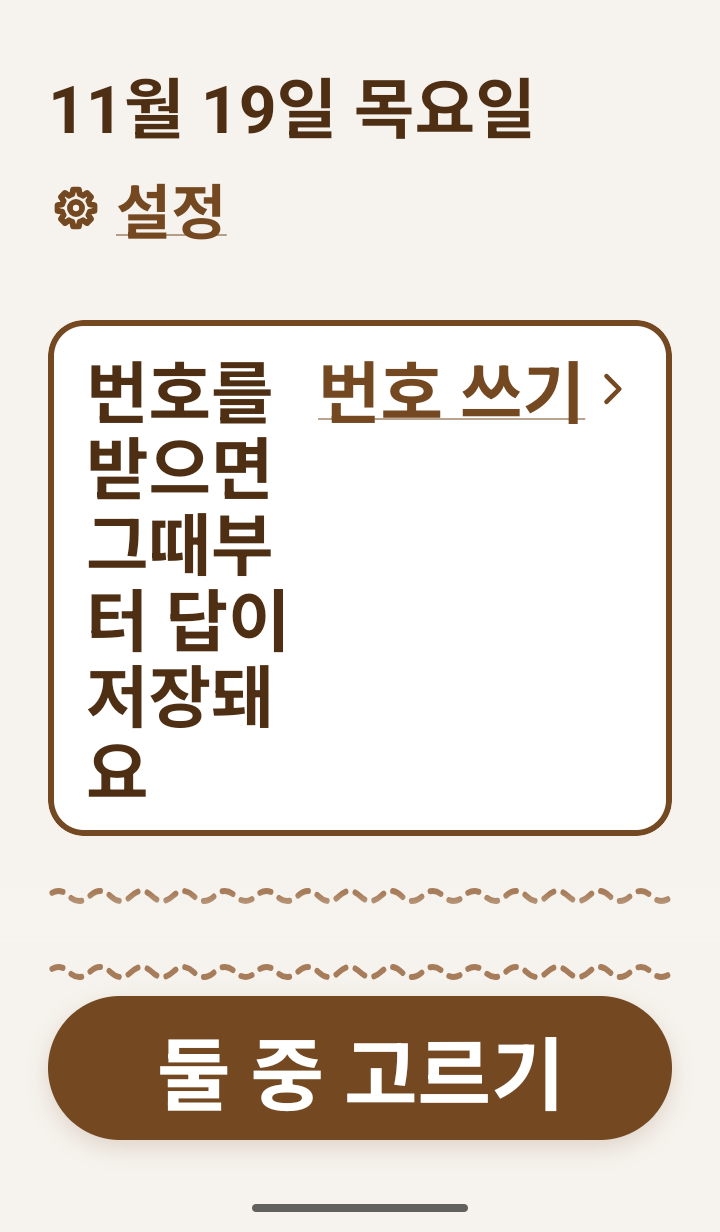 11월 19일 목요일
설정
번호를 번호 쓰기
받으면
그때부
터 답이
저장돼
요
둘 중 고르기